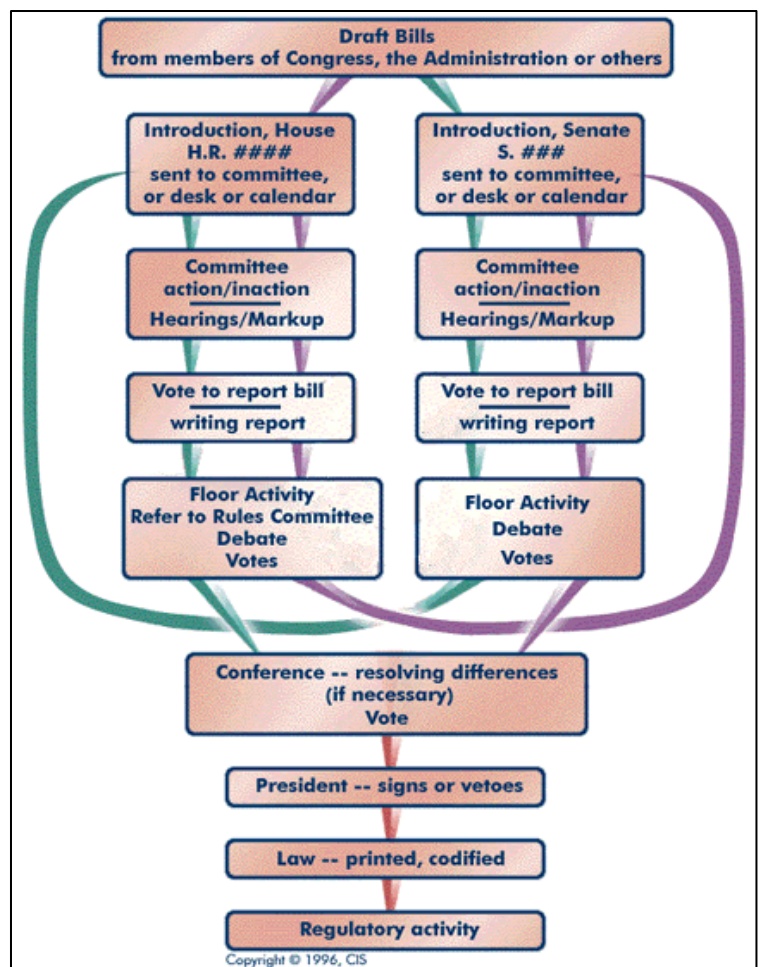 Draft Bills
from members of Congress, the Administration or others
Introduction, House
H.R. ####
sent to committee,
or desk or calendar
Introduction, Senate
S. ###
sent to committee,
or desk or calendar
Committee
action/inaction
Hearings/Markup
Committee
action/inaction
Hearings/Markup
Vote to report bill
writing report
Vote to report bill
writing report
Floor Activity
Refer to Rules Committee
Debate
Votes
Floor Activity
Debate
Votes
Conference -- resolving differences
(if necessary)
Vote
President -- signs or vetoes
Law -- printed, codified
Regulatory activity
Copyright © 1996, CIS